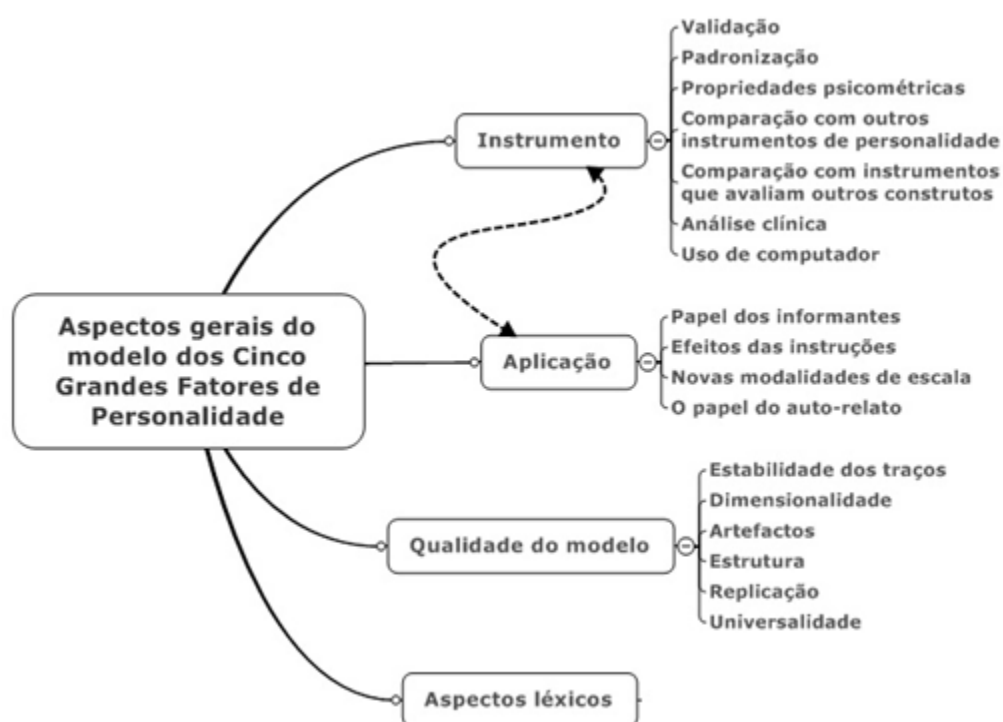 Validação
Padronização
Propriedades psicométricas
Comparação com outros
instrumentos de personalidade
Comparação com instrumentos
que avaliam outros construtos
Análise clínica
Uso de computador
Instrumento
Aspectos gerais do
modelo dos Cinco
Grandes Fatores de
Personalidade
Aplicação
Papel dos informantes
Efeitos das instruções
Novas modalidades de escala
O papel do auto-relato
Qualidade do modelo
Estabilidade dos traços
Dimensionalidade
Artefactos
Estrutura
Replicação
Universalidade
Aspectos léxicos